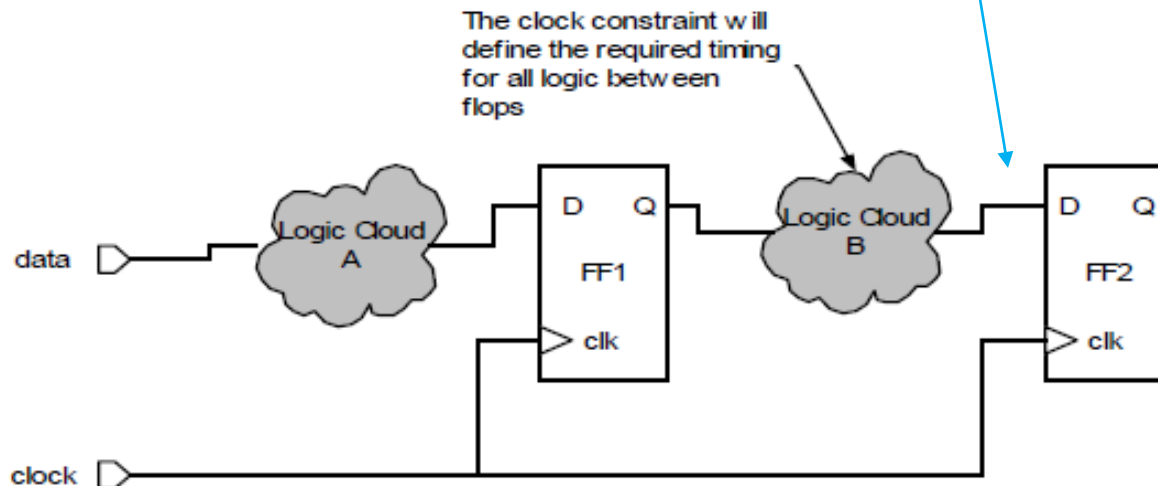 The clock constraint will
define the required timing
for all logic between
flops
D Q
Logic Cloud
A
FF1
clk
Logic Cloud
B
D Q
FF2
clk
data
clock